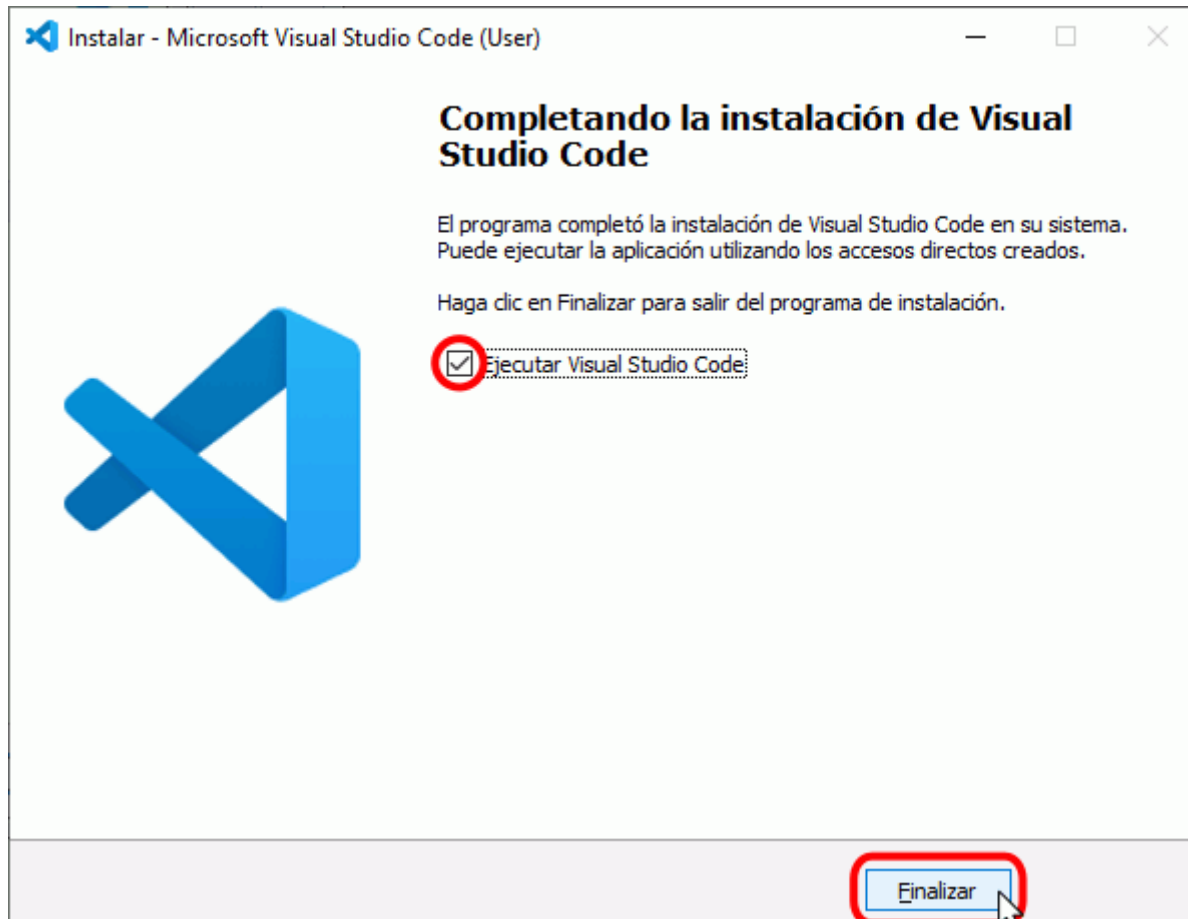 Instalar - Microsoft Visual Studio Code (User)
Completando la instalación de Visual
Studio Code
El programa completó la instalación de Visual Studio Code en su sistema.
Puede ejecutar la aplicación utilizando los accesos directos creados.
Haga clic en Finalizar para salir del programa de instalación.
Ejecutar Visual Studio Code
Finalizar